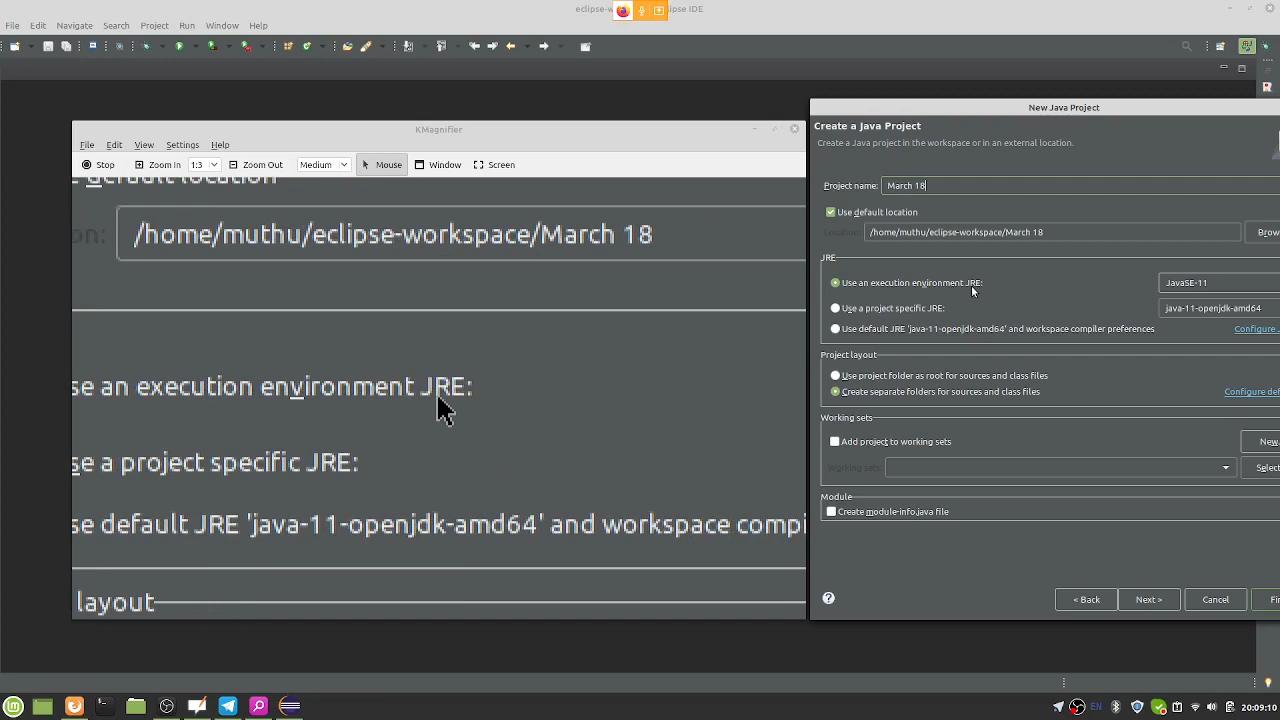 eclipse-w
ipse IDE
File Edit Navigate Search Project Run Window Help
KMagnifier
File Edit View Settings Help
Stop Zoom In 1:3 Zoom Out Medium Mouse Window Screen
default location
on: /home/muthu/eclipse-workspace/March 18
se an execution environment JRE:
se a project specific JRE:
se default JRE 'java-11-openjdk-amd64' and workspace compi
layout
New Java Project
Create a Java Project
Create a Java project in the workspace or in an external location.
Project name: March 18
Use default location
Location: /home/muthu/eclipse-workspace/March 18 Brow
JRE
Use an execution environment JRE: JavaSE-11
Use a project specific JRE: java-11-openjdk-amd64
Use default JRE 'java-11-openjdk-amd64' and workspace compiler preferences Configure J
Project layout
Use project folder as root for sources and class files
Create separate folders for sources and class files Configure def
Working sets
Add project to working sets New
Working sets: Select
Module
Create module-info.java file
< Back Next > Cancel Fin
EN 20:09:10